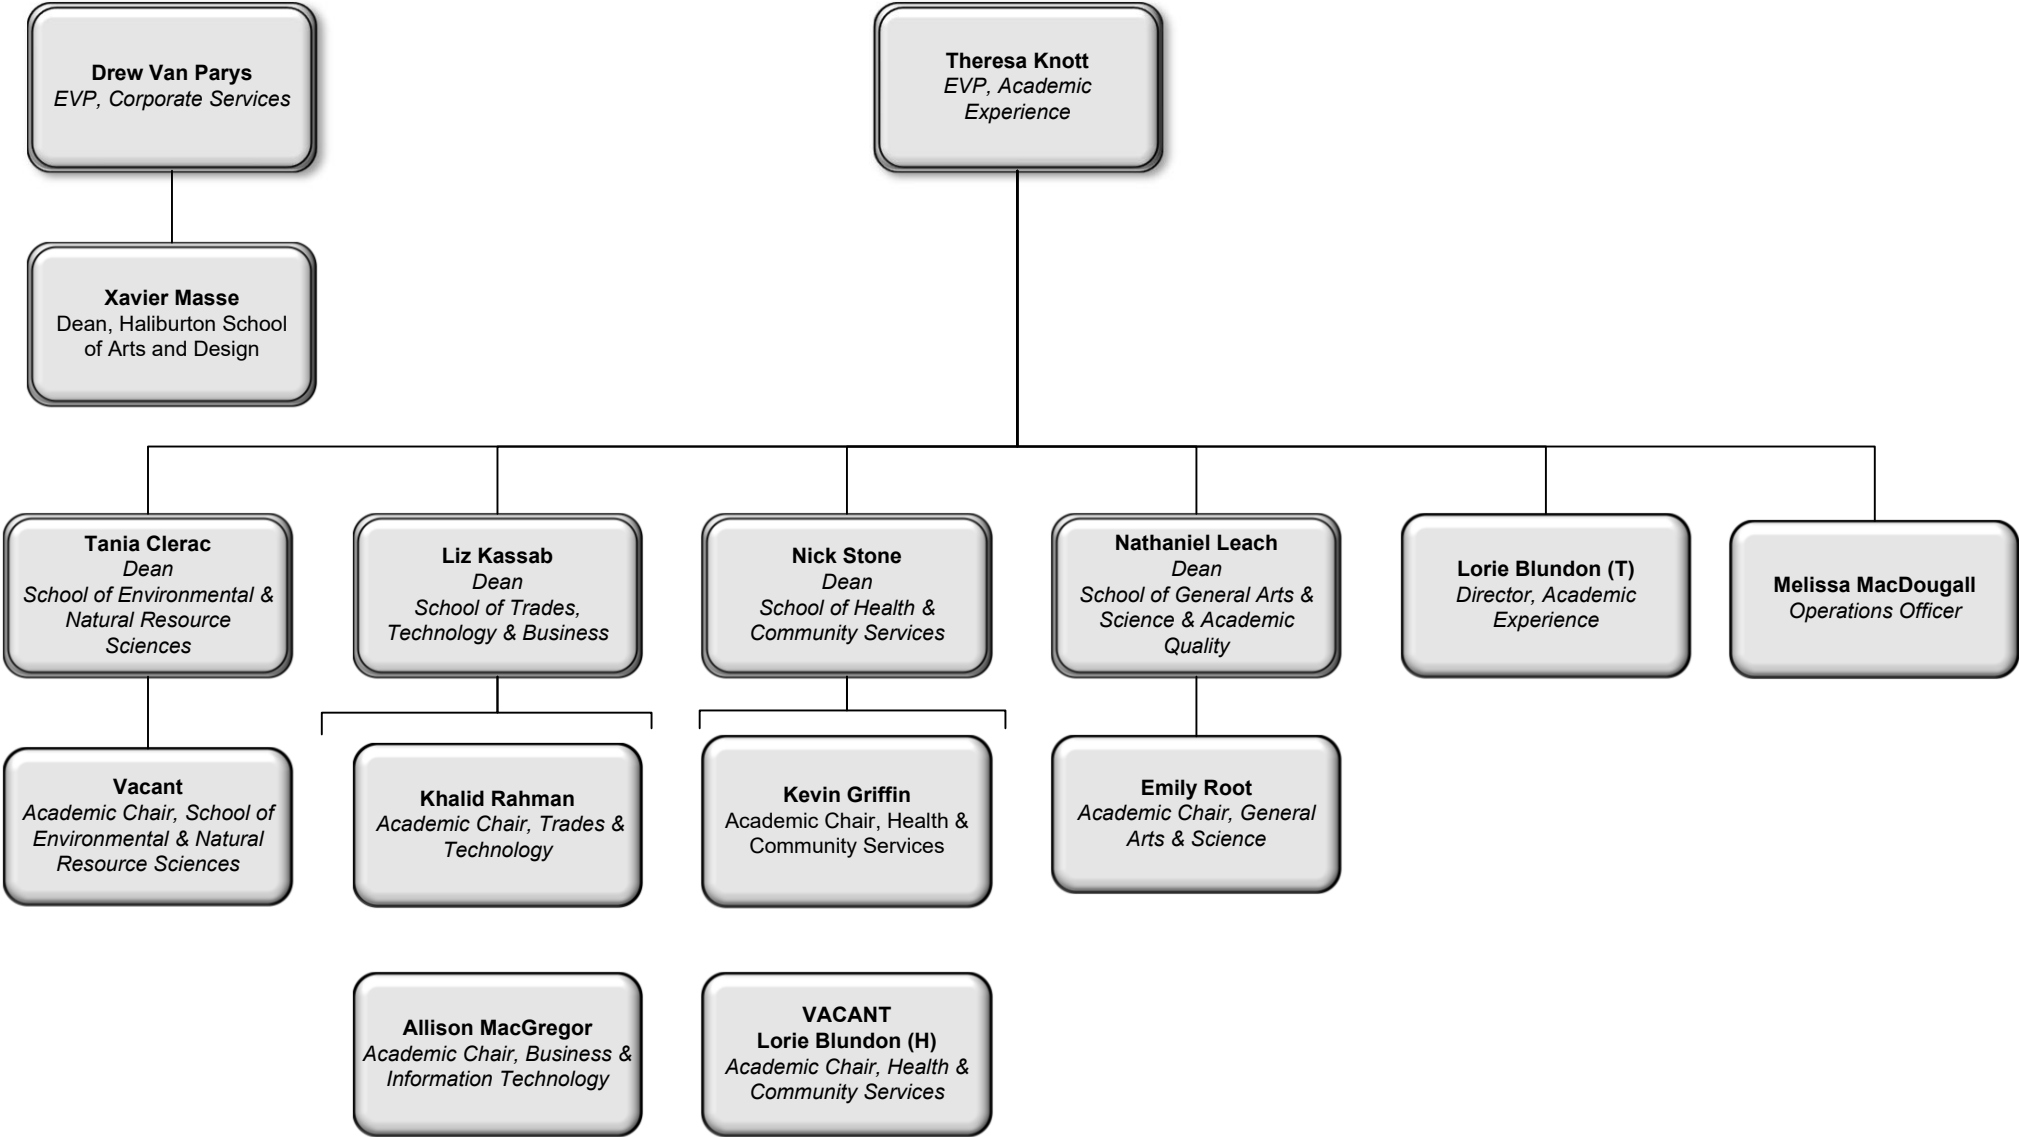 Drew Van Parys
EVP, Corporate Services
Theresa Knott
EVP, Academic
Experience
Xavier Masse
Dean, Haliburton School
of Arts and Design
Tania Clerac
Dean
School of Environmental &
Natural Resource
Sciences
Liz Kassab
Dean
School of Trades,
Technology & Business
Nick Stone
Dean
School of Health &
Community Services
Nathaniel Leach
Dean
School of General Arts &
Science & Academic
Quality
Lorie Blundon (T)
Director, Academic
Experience
Melissa MacDougall
Operations Officer
Vacant
Academic Chair, School of
Environmental & Natural
Resource Sciences
Khalid Rahman
Academic Chair, Trades &
Technology
Kevin Griffin
Academic Chair, Health &
Community Services
Emily Root
Academic Chair, General
Arts & Science
Allison MacGregor
Academic Chair, Business &
Information Technology
VACANT
Lorie Blundon (H)
Academic Chair, Health &
Community Services